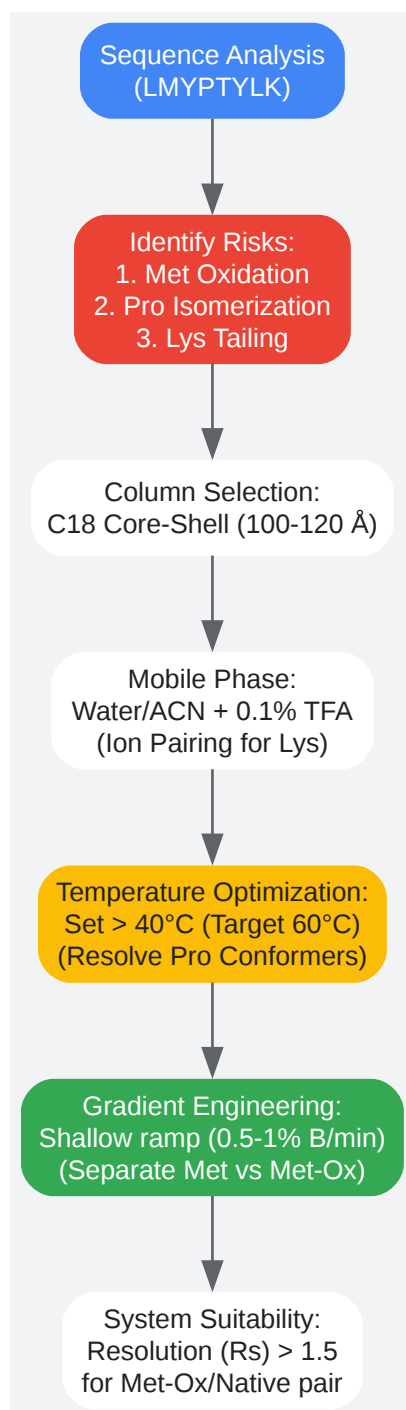 Sequence Analysis
(LMYPTYLK)
Identify Risks:
1. Met Oxidation
2. Pro Isomerization
3. Lys Tailing
Column Selection:
C18 Core-Shell (100-120 Å)
Mobile Phase:
Water/ACN + 0.1% TFA
(Ion Pairing for Lys)
Temperature Optimization:
Set > 40°C (Target 60°C)
(Resolve Pro Conformers)
Gradient Engineering:
Shallow ramp (0.5-1% B/min)
(Separate Met vs Met-Ox)
System Suitability:
Resolution (Rs) > 1.5
for Met-Ox/Native pair